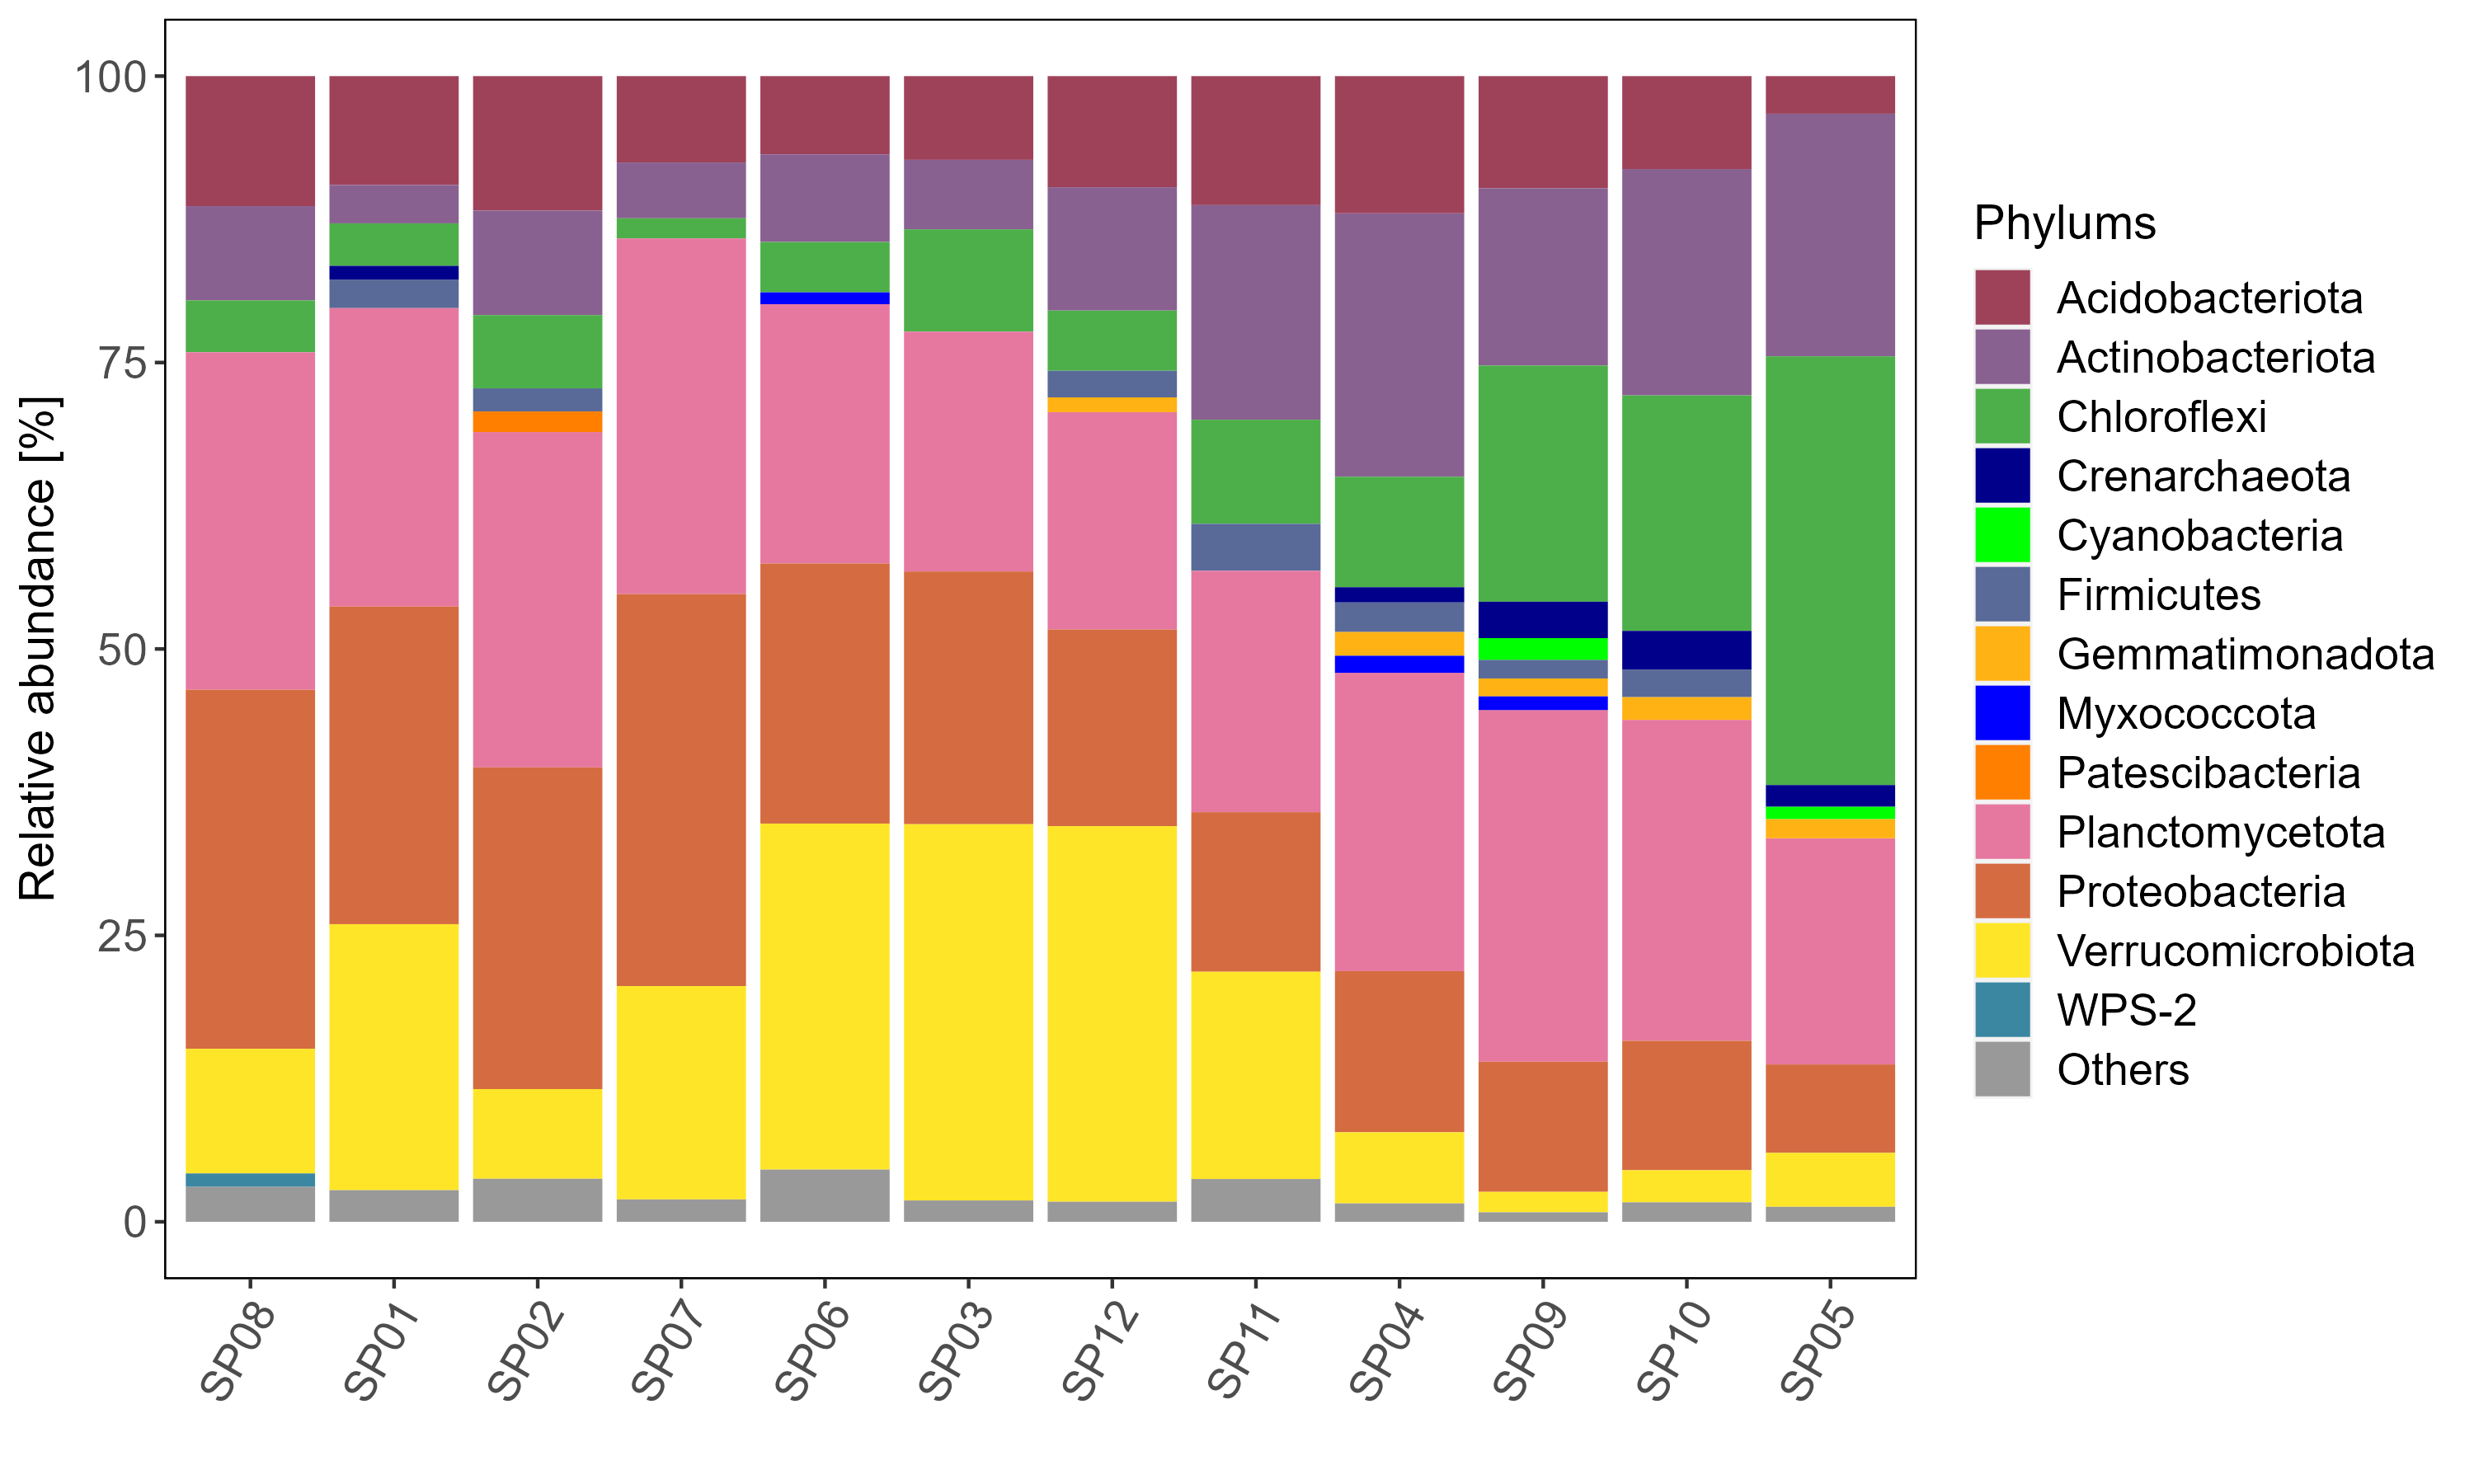 Relative abundance [%]
100
75
50
25
0
SP08
SP01
SP02
SP07
SP06
SP03
SP12
SP11
SP04
SP09
SP10
SP05
Phylums
Acidobacteriota
Actinobacteriota
Chloroflexi
Crenarchaeota
Cyanobacteria
Firmicutes
Gemmatimonadota
Myxococcota
Patescibacteria
Planctomycetota
Proteobacteria
Verrucomicrobiota
WPS-2
Others